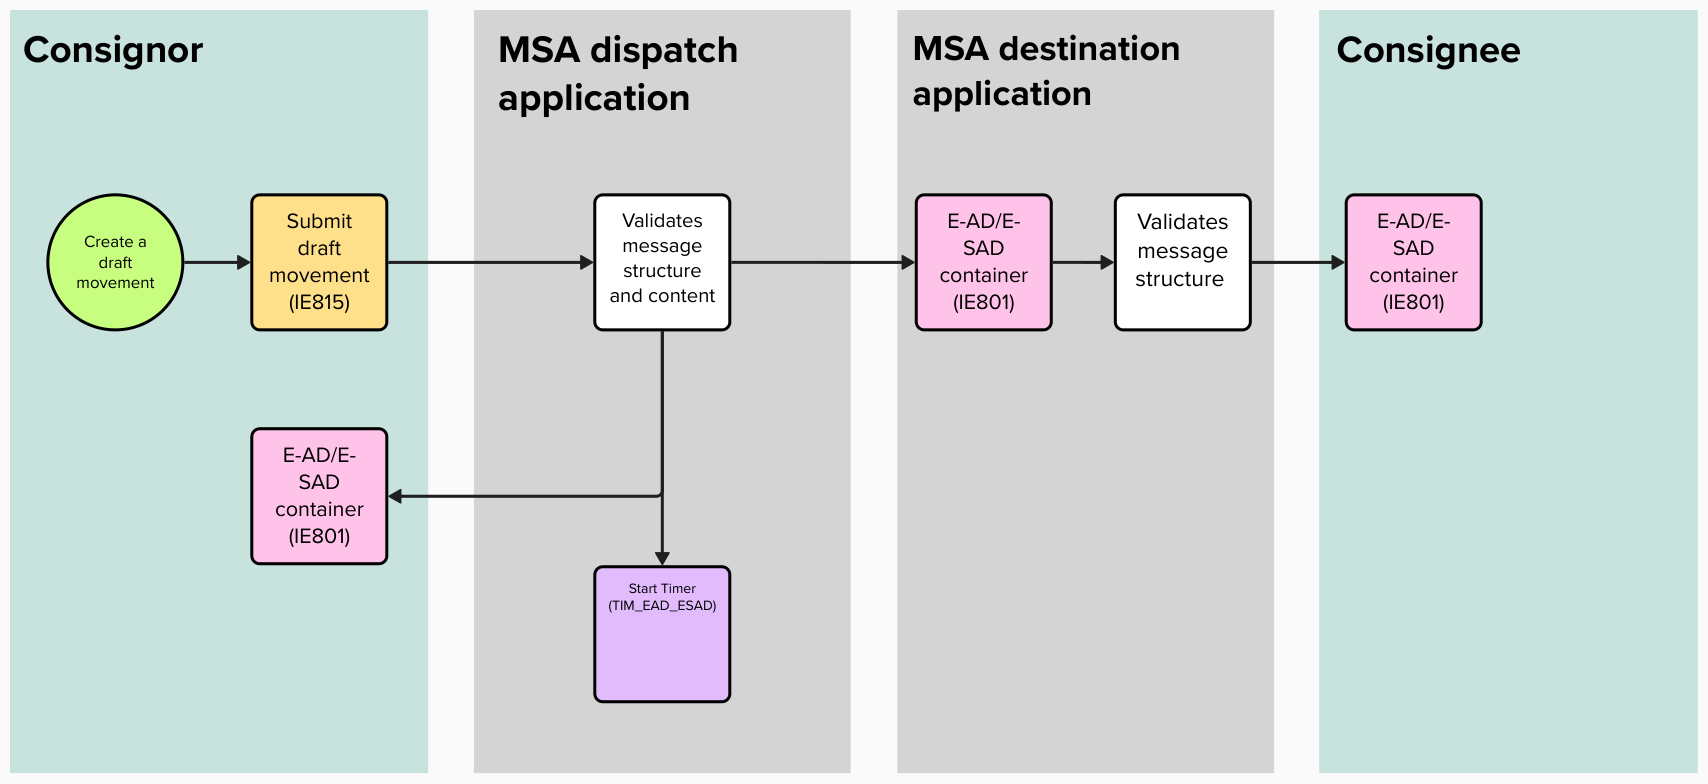 Consignor
MSA dispatch
application
MSA destination
application
Consignee
Create a
draft
movement
Submit
draft
movement
(IE815)
Validates
message
structure
and content
E-AD/E-
SAD
container
(IE801)
Validates
message
structure
E-AD/E-
SAD
container
(IE801)
E-AD/E-
SAD
container
(IE801)
Start Timer
(TIM_EAD_ESAD)